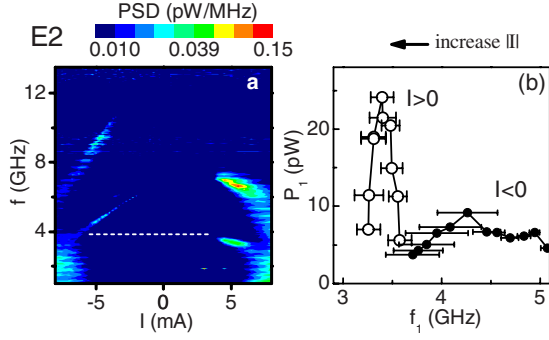 E2
PSD (pW/MHz)
0.010 0.039 0.15
increase |I|
a
(b)
12
8
4
f (GHz)
-5 0 5
I (mA)
I>0
I<0
20
10
0
P₁ (pW)
3 4 5
f₁ (GHz)